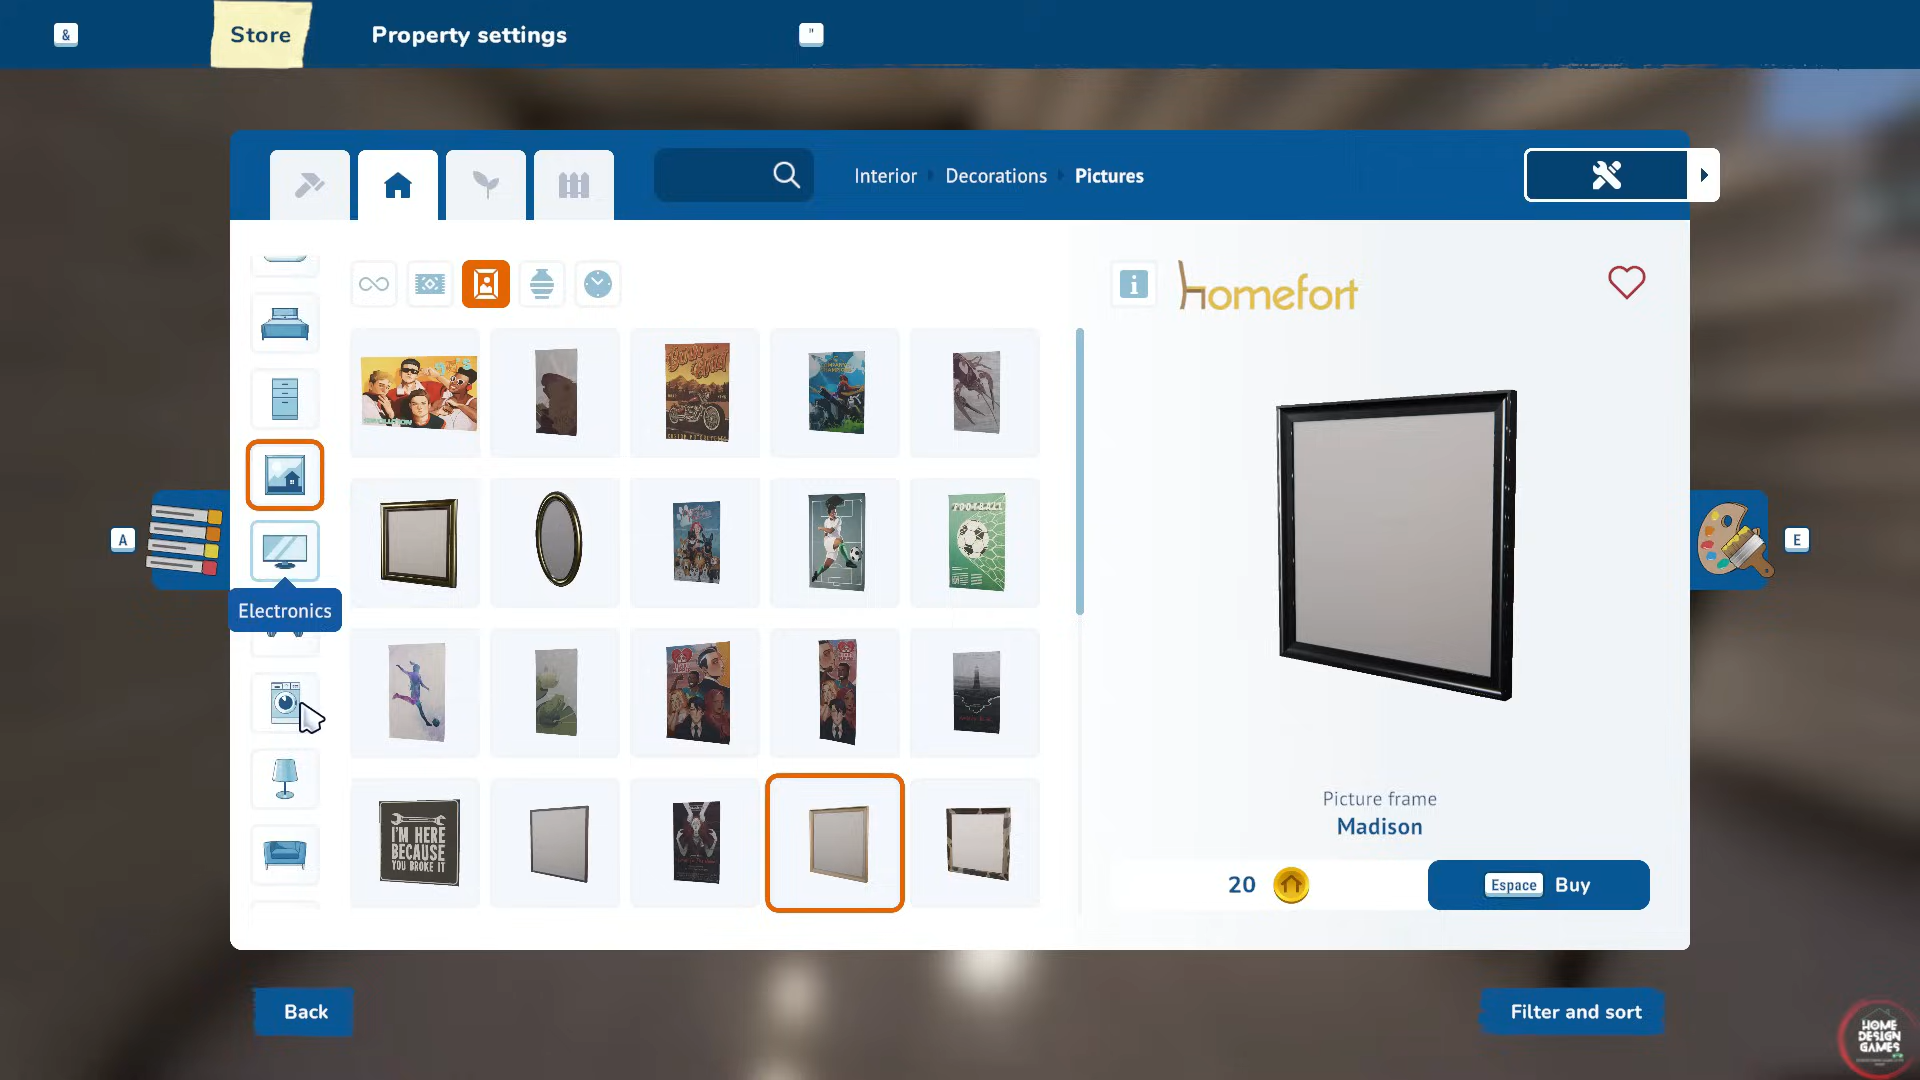 &
Store
Property settings
"
Interior
Decorations
Pictures
i
homefort
A
E
Electronics
FOOTBALL
I'M HERE
BECAUSE
YOU BROKE IT
Picture frame
Madison
20
Espace
Buy
Back
Filter and sort
HOME
DESIGN
GAMES